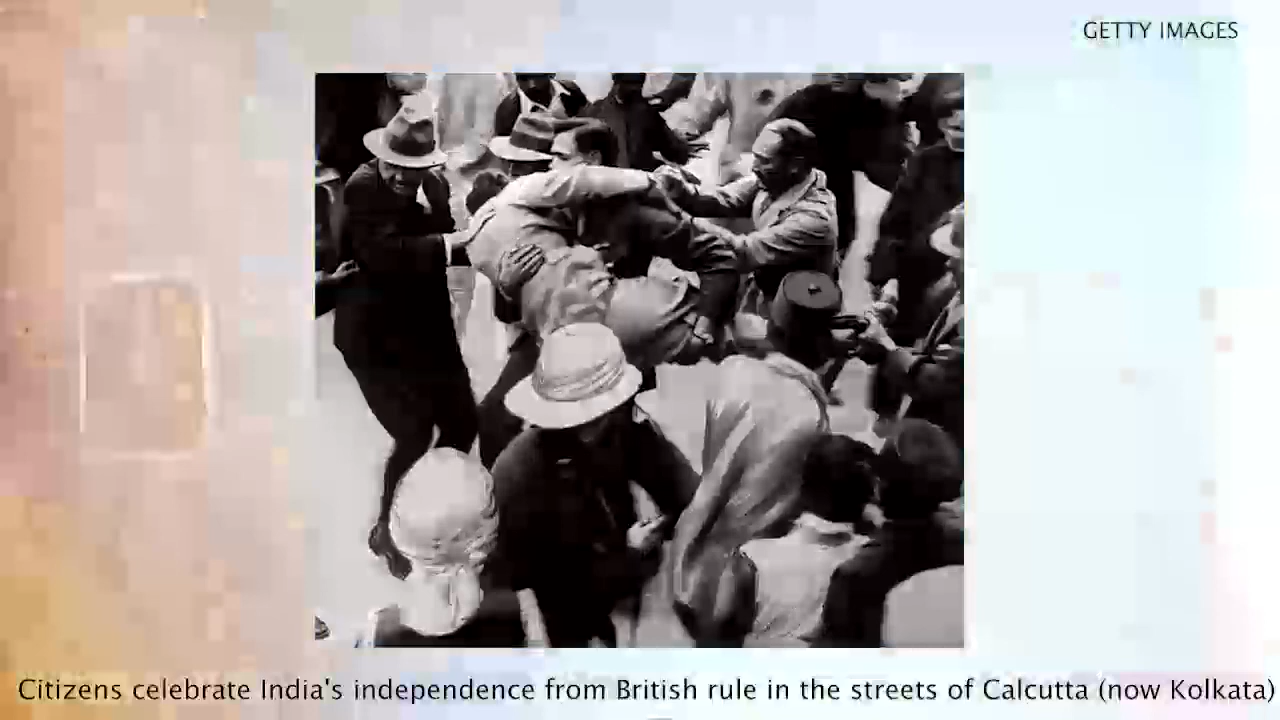 GETTY IMAGES
Citizens celebrate India's independence from British rule in the streets of Calcutta (now Kolkata)